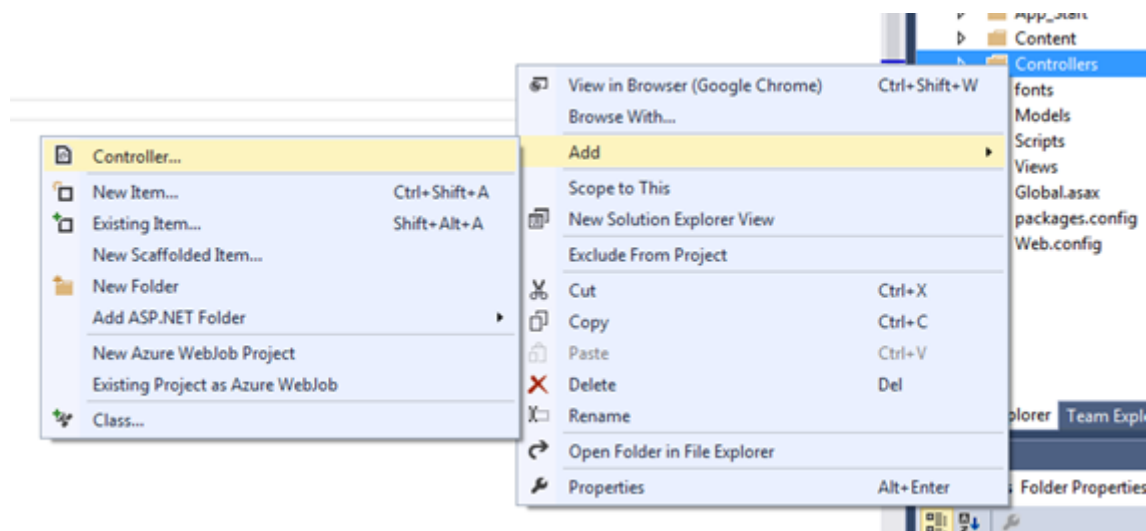 App_Start
Content
Controllers
fonts
Models
Scripts
Views
Global.asax
packages.config
Web.config
View in Browser (Google Chrome) Ctrl+Shift+W
Browse With...
Add
Scope to This
New Solution Explorer View
Exclude From Project
Cut Ctrl+X
Copy Ctrl+C
Paste Ctrl+V
Delete Del
Rename
Open Folder in File Explorer
Properties Alt+Enter
Controller...
New Item... Ctrl+Shift+A
Existing Item... Shift+Alt+A
New Scaffolded Item...
New Folder
Add ASP.NET Folder
New Azure WebJob Project
Existing Project as Azure WebJob
Class...
plorer Team Expl
s Folder Properties